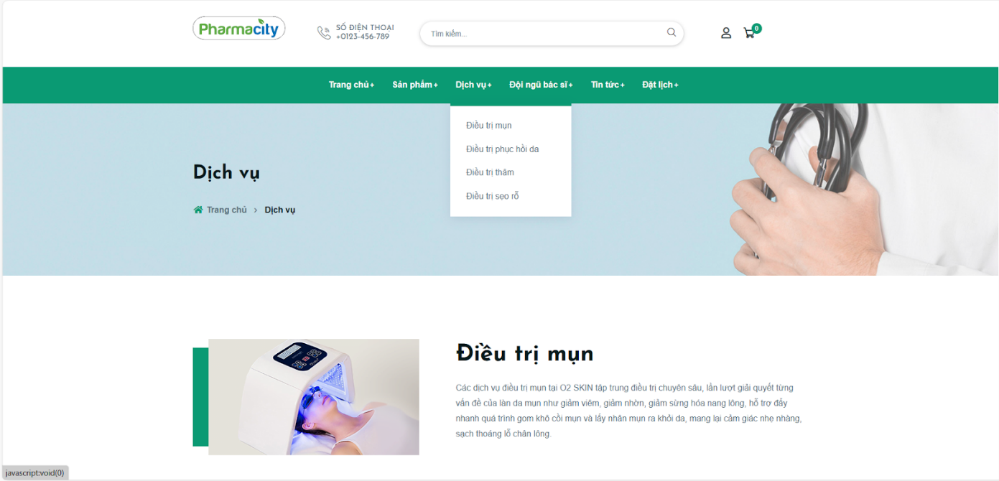 Pharmacity
SỐ ĐIỆN THOẠI
+0123-456-789
Tìm kiếm...
0
Trang chủ+ Sản phẩm+ Dịch vụ+ Đội ngũ bác sĩ+ Tin tức+ Đặt lịch+
Điều trị mụn
Điều trị phục hồi da
Điều trị thâm
Điều trị sẹo rỗ
Dịch vụ
Trang chủ > Dịch vụ
Điều trị mụn
Các dịch vụ điều trị mụn tại O2 SKIN tập trung điều trị chuyên sâu, lần lượt giải quyết từng
vấn đề của làn da mụn như giảm viêm, giảm nhờn, giảm sừng hóa nang lông, hỗ trợ đẩy
nhanh quá trình gom khô cồi mụn và lấy nhân mụn ra khỏi da, mang lại cảm giác nhẹ nhàng,
sạch thoáng lỗ chân lông.
javascript:void(0)